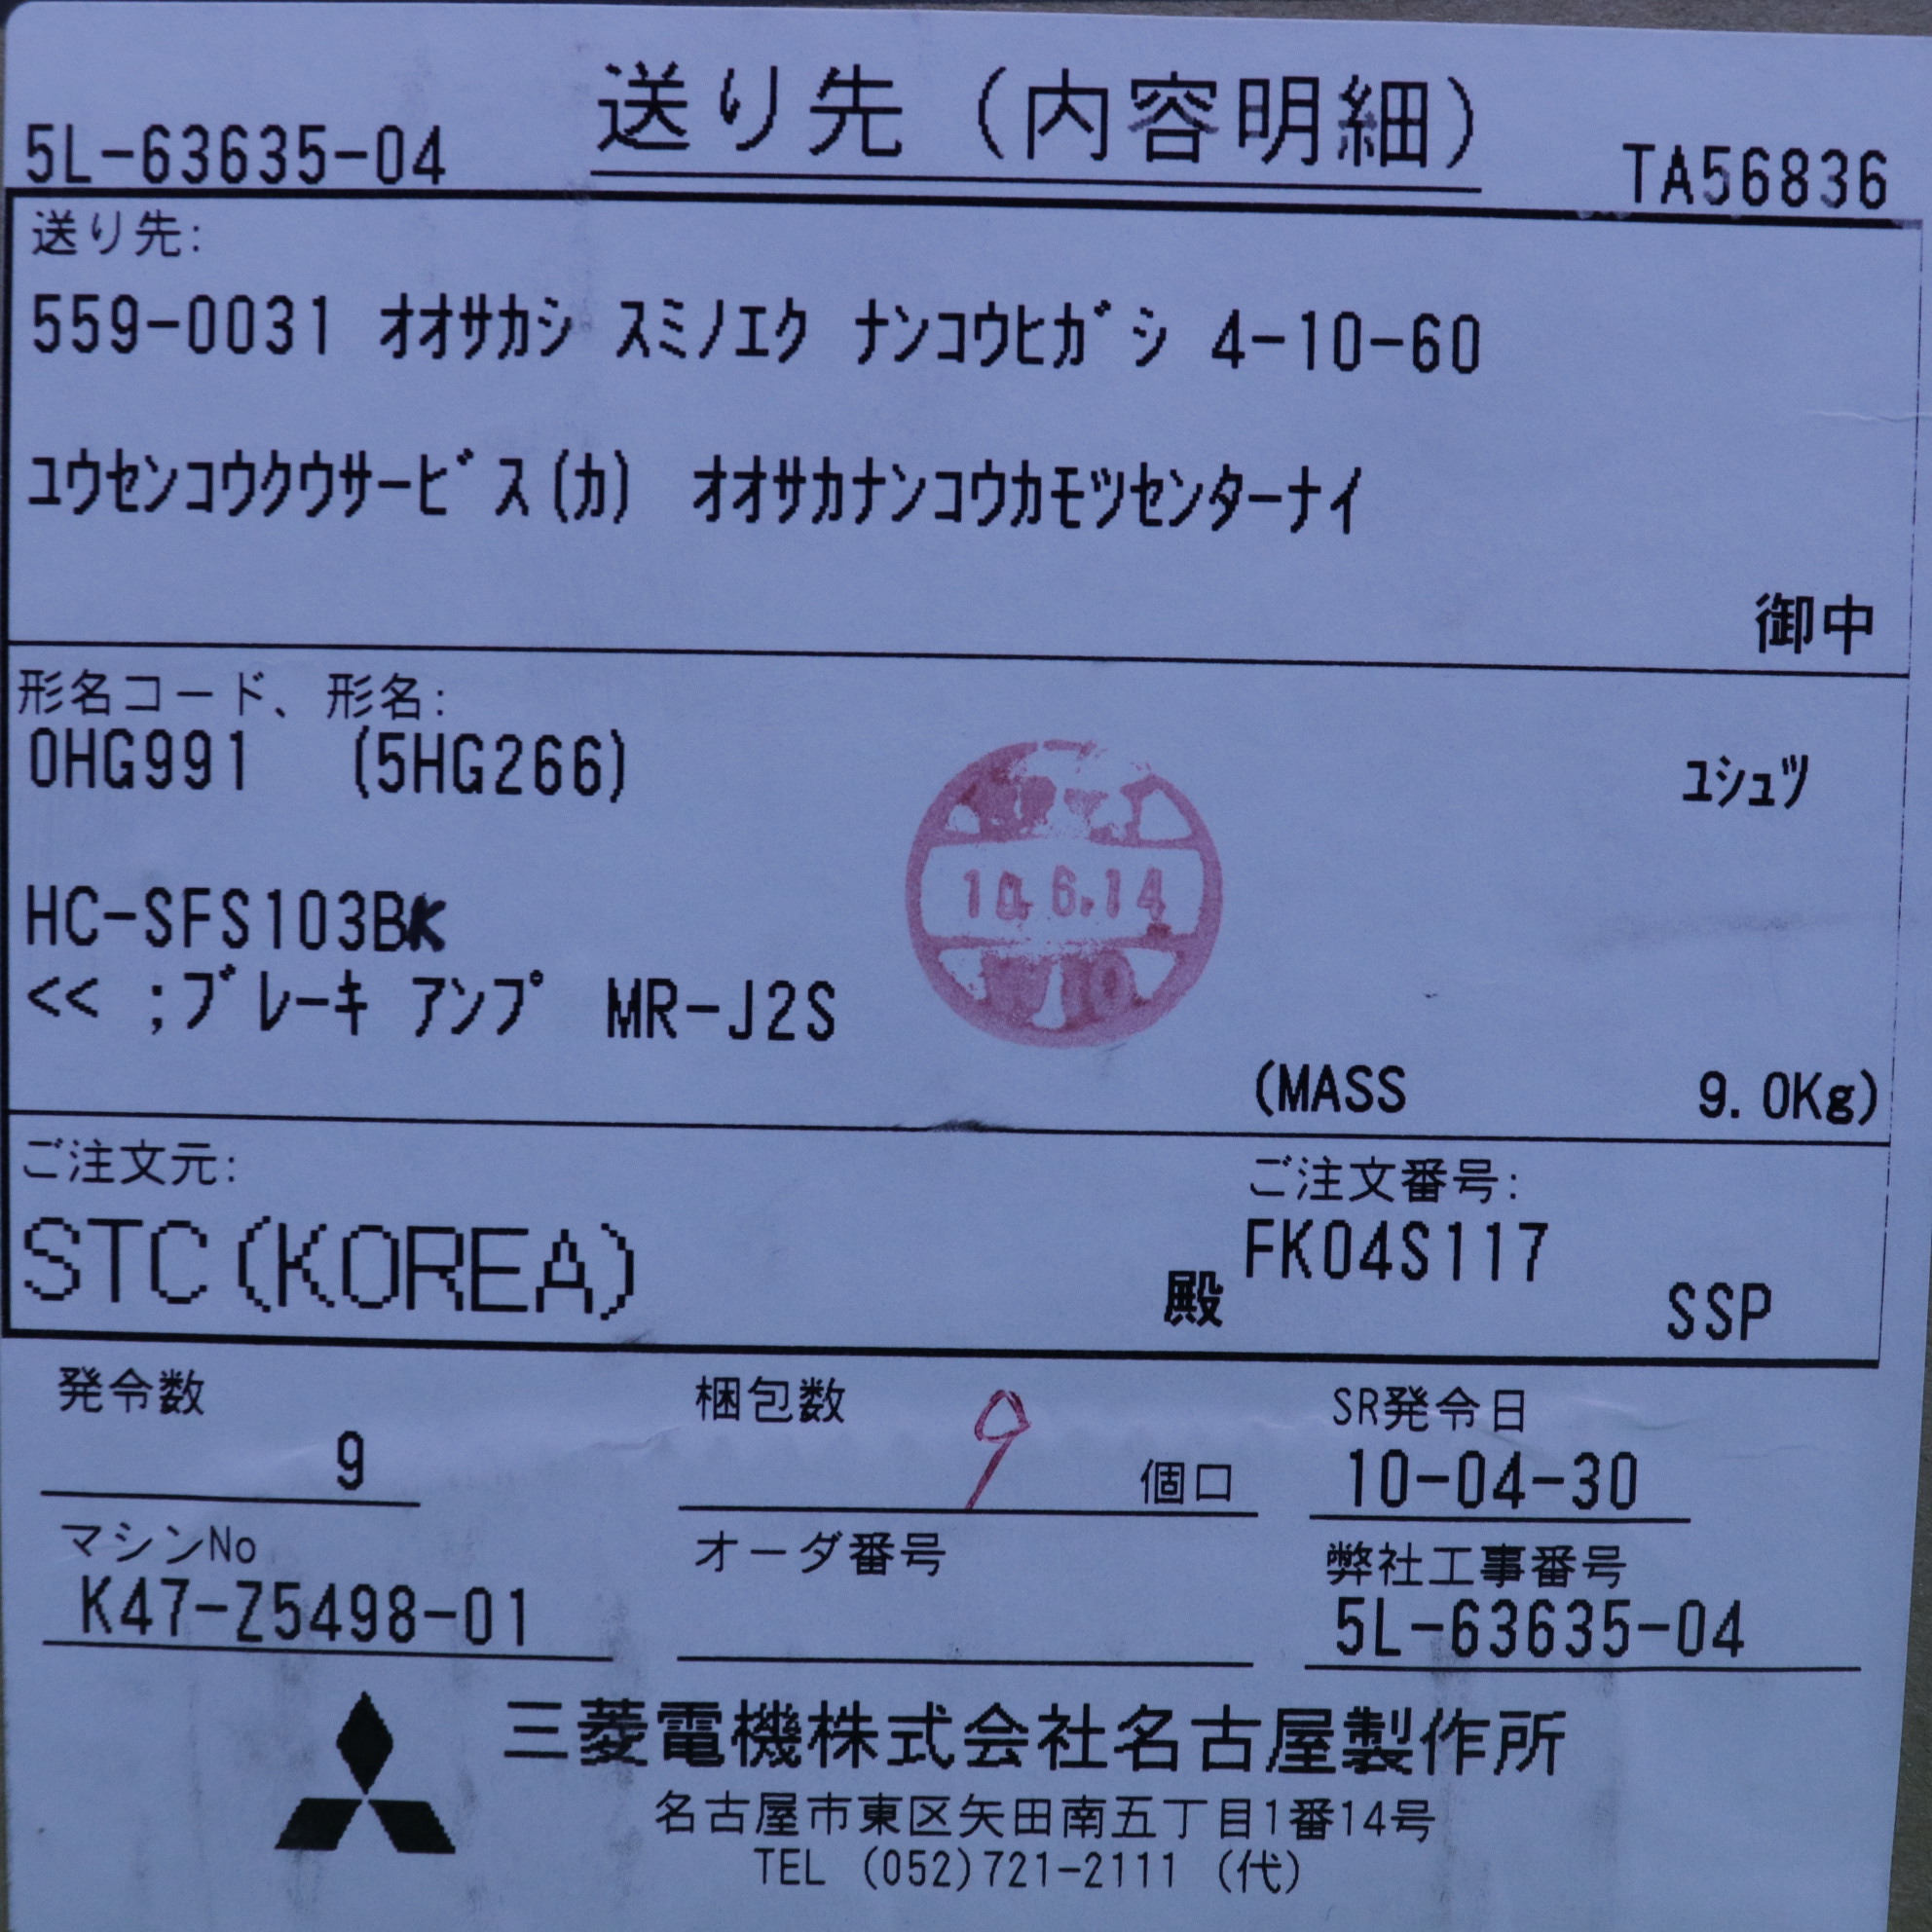 送り先（内容明細）
5L-63635-04
TA56836
送り先:
559-0031 ｵｵｻｶｼ ｽﾐﾉｴｸ ﾅﾝｺｳﾋｶﾞｼ 4-10-60
ﾕｳｾﾝｺｳｸｳｻｰﾋﾞｽ(ｶ) ｵｵｻｶﾅﾝｺｳｶﾓﾂｾﾝﾀｰﾅｲ
御中
形名コード、形名:
0HG991 (5HG266)
ﾕｼｭﾂ
HC-SFS103BK
<< ;ﾌﾞﾚｰｷ ｱﾝﾌﾟ MR-J2S
6.14
(MASS 9.0Kg)
ご注文元:
STC(KOREA)
殿
ご注文番号:
FK04S117
SSP
発令数
9
梱包数
9 個口
SR発令日
10-04-30
マシンNo
K47-Z5498-01
オーダ番号
弊社工事番号
5L-63635-04
三菱電機株式会社名古屋製作所
名古屋市東区矢田南五丁目1番14号
TEL (052)721-2111 (代)